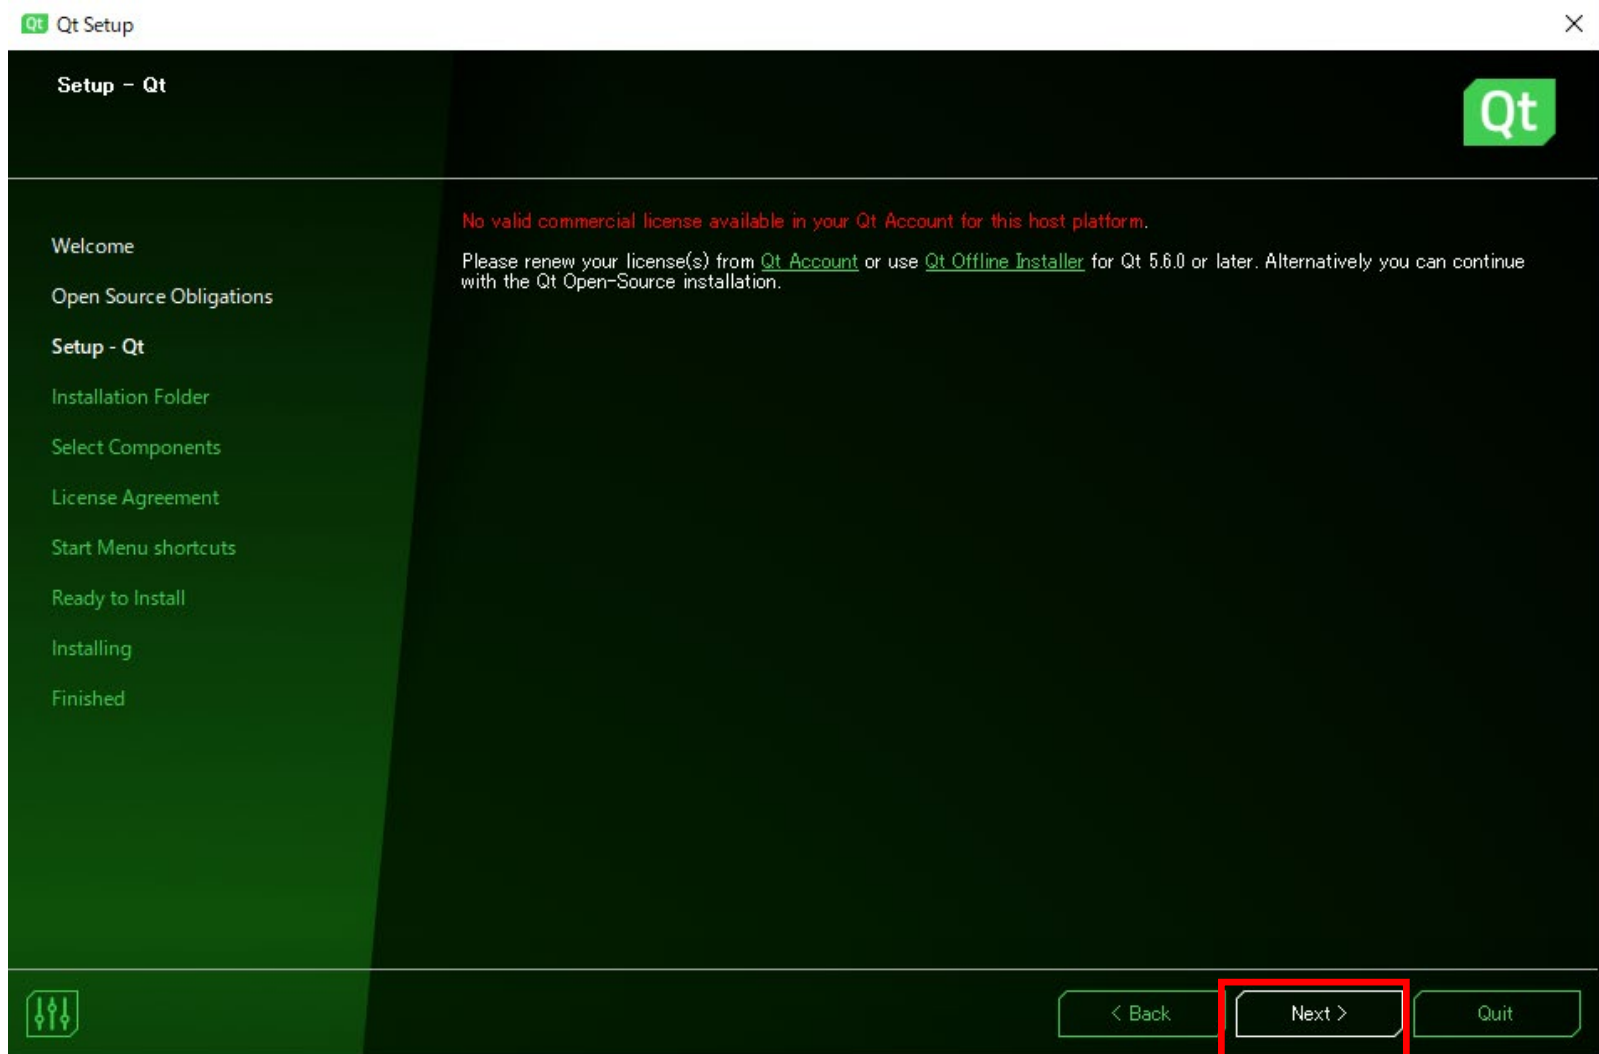 Qt Qt Setup
Setup - Qt
Qt
No valid commercial license available in your Qt Account for this host platform.
Please renew your license(s) from Qt Account or use Qt Offline Installer for Qt 5.6.0 or later. Alternatively you can continue
with the Qt Open-Source installation.
Welcome
Open Source Obligations
Setup - Qt
Installation Folder
Select Components
License Agreement
Start Menu shortcuts
Ready to Install
Installing
Finished
< Back
Next >
Quit